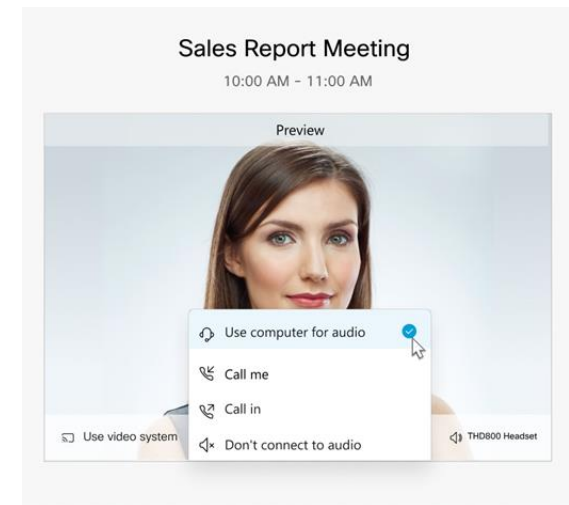 Sales Report Meeting
10:00 AM - 11:00 AM
Preview
Use computer for audio
Call me
Call in
Use video system
Don't connect to audio
THD800 Headset